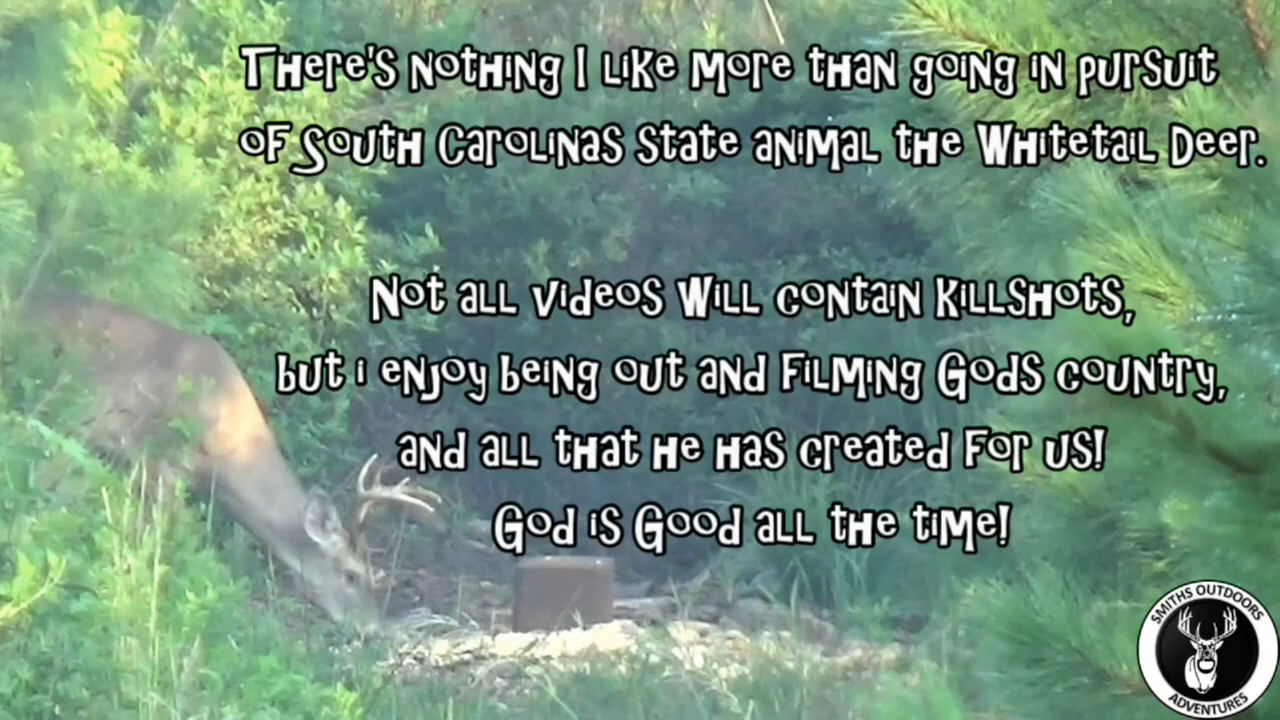 There's nothing I like more than going in pursuit
of South Carolinas state animal the Whitetail Deer.
Not all videos will contain killshots,
but i enjoy being out and filming Gods country,
and all that he has created for us!
God is Good all the time!
SMITHS OUTDOORS
ADVENTURES